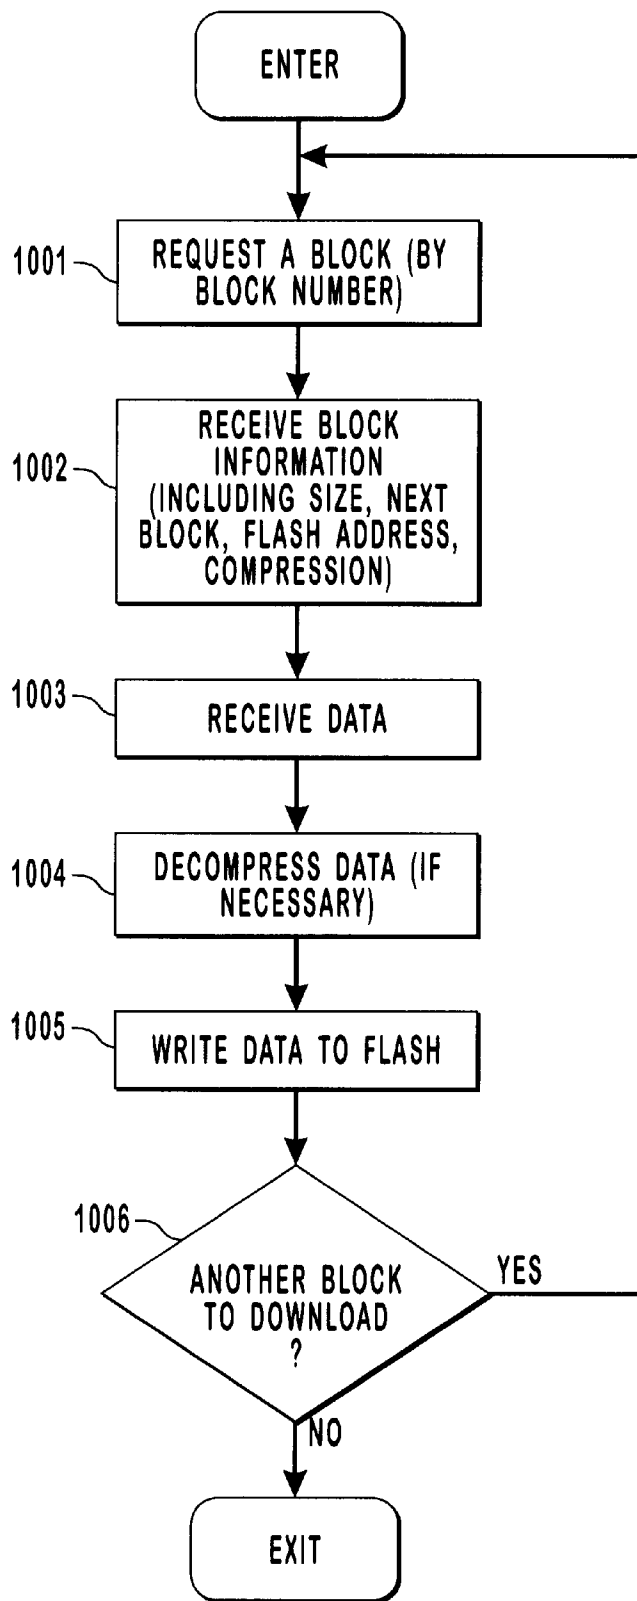 ENTER
1001
REQUEST A BLOCK (BY
BLOCK NUMBER)
1002
RECEIVE BLOCK
INFORMATION
(INCLUDING SIZE, NEXT
BLOCK, FLASH ADDRESS,
COMPRESSION)
1003
RECEIVE DATA
1004
DECOMPRESS DATA (IF
NECESSARY)
1005
WRITE DATA TO FLASH
1006
ANOTHER BLOCK
TO DOWNLOAD
?
YES
NO
EXIT